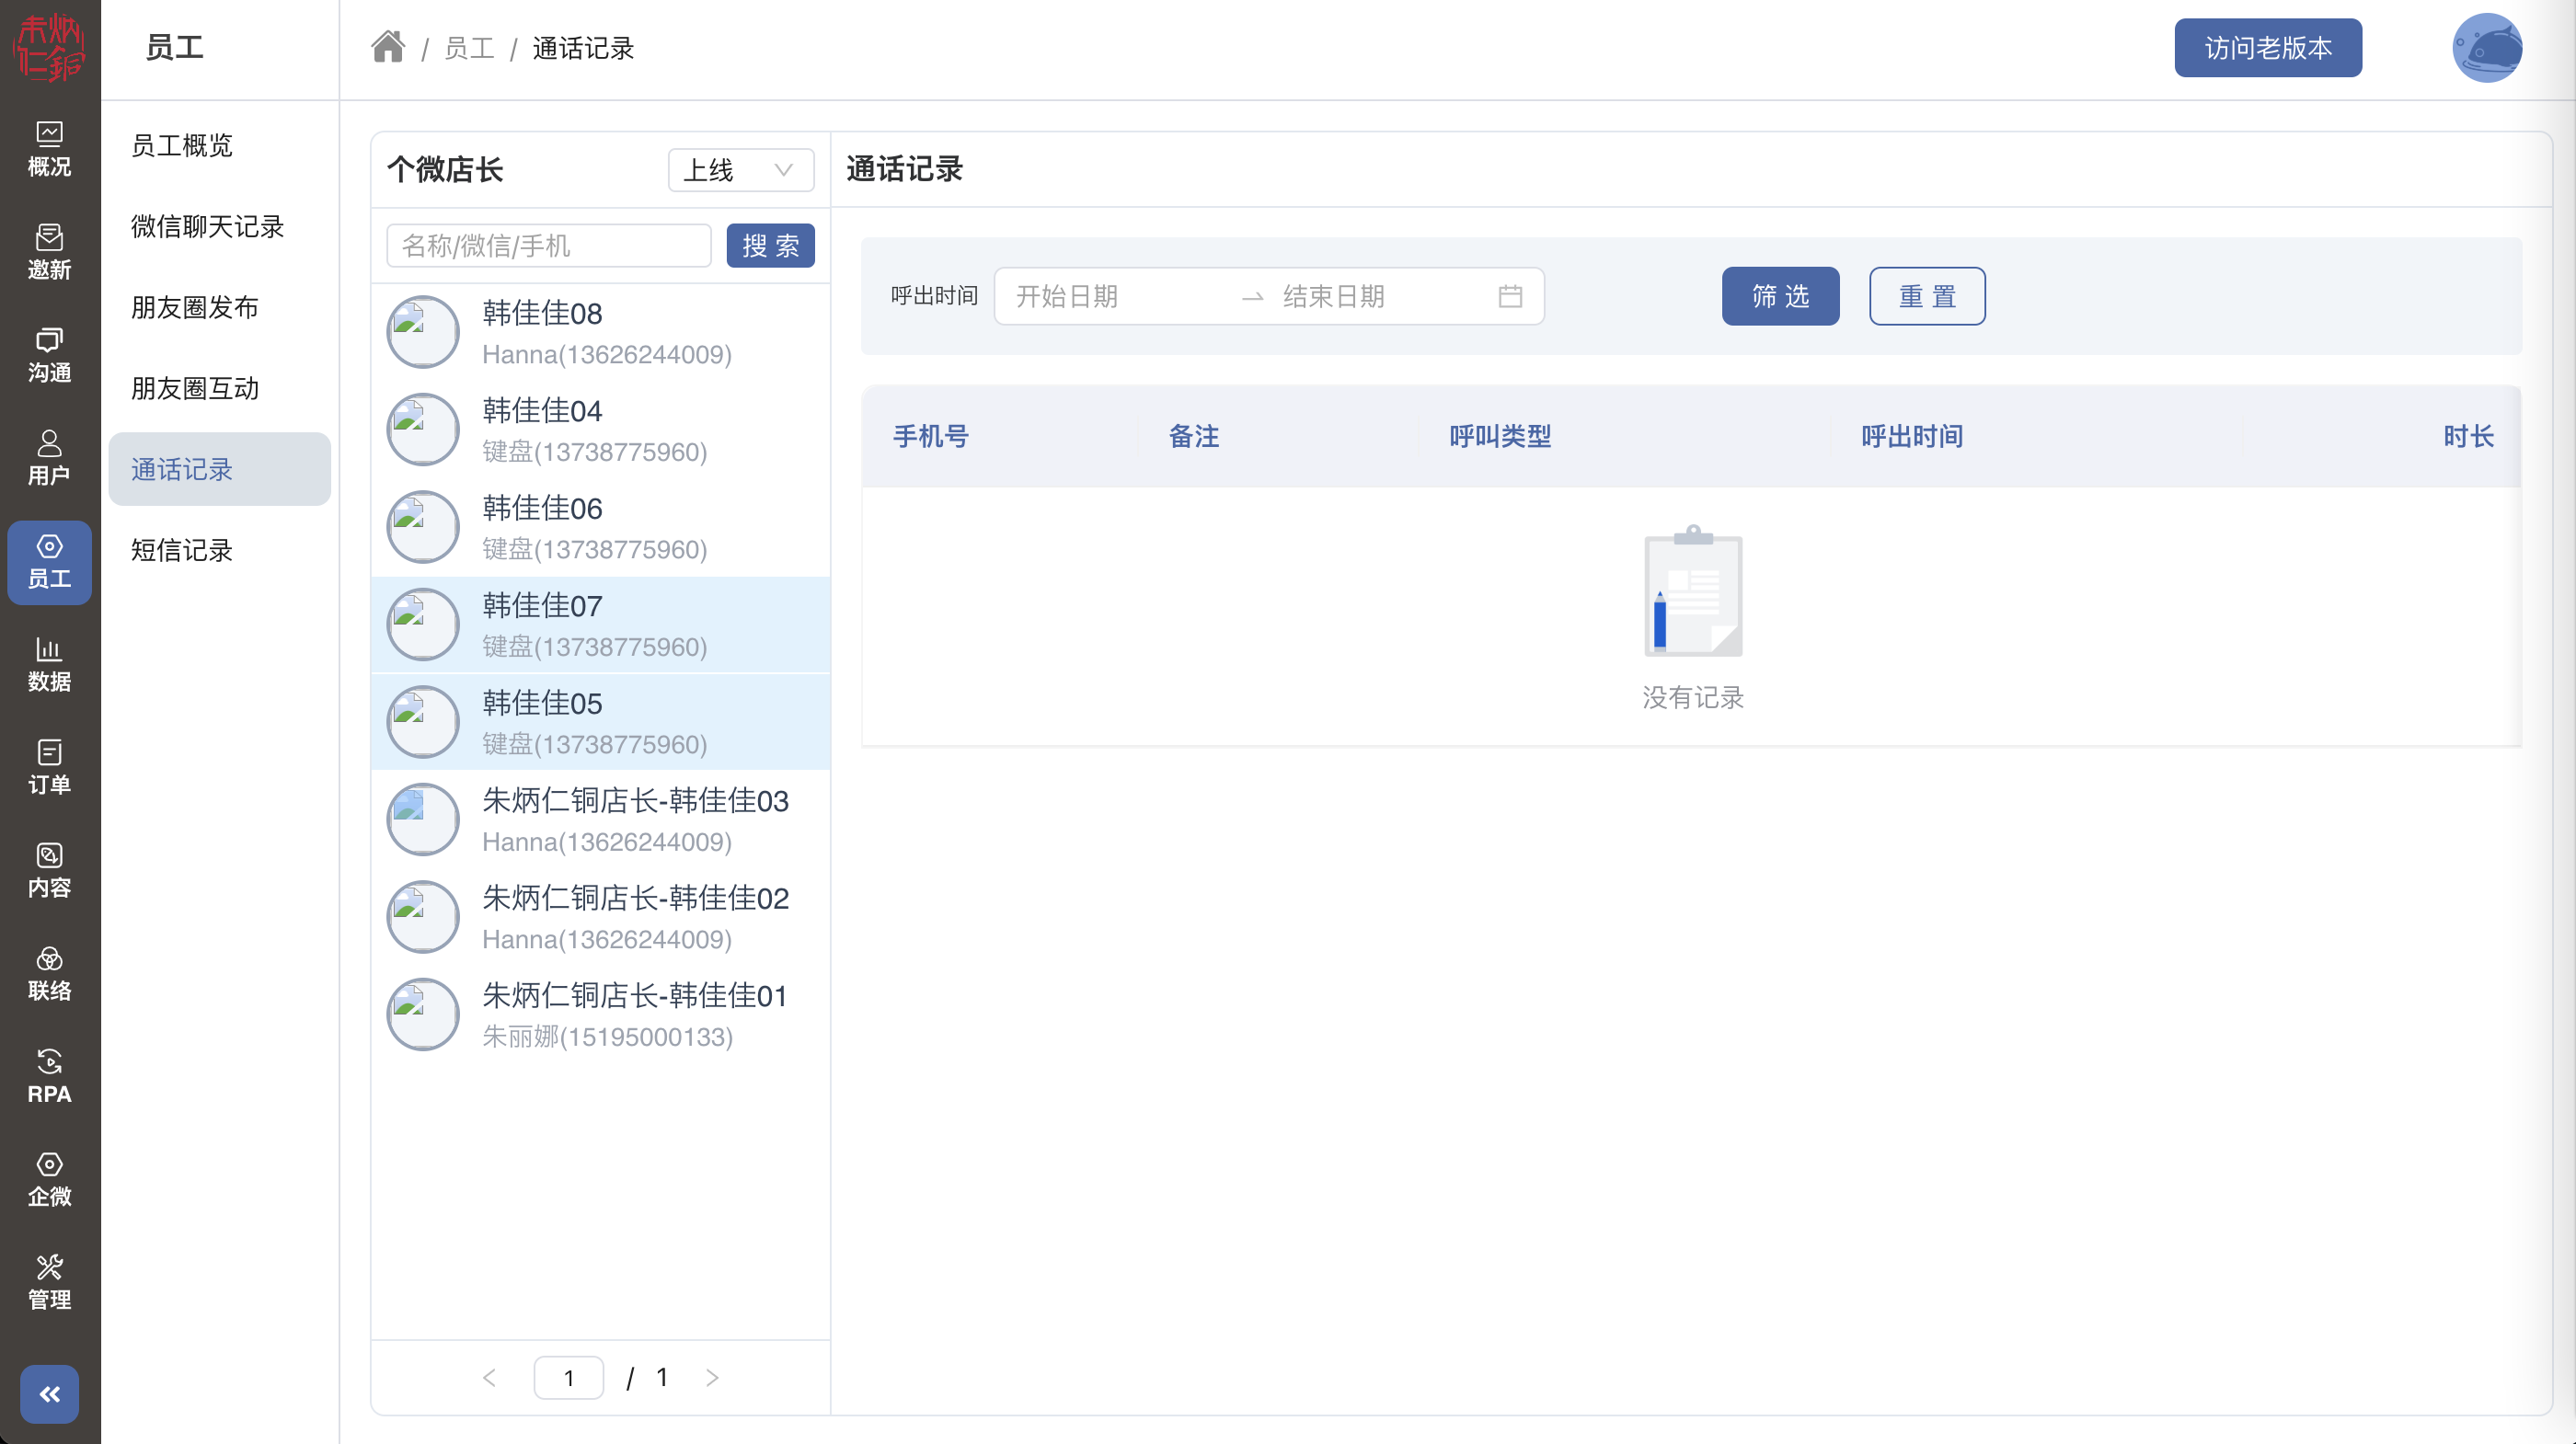 朱炳仁銅
员工
/ 员工 / 通话记录
访问老版本
概况
邀新
沟通
用户
员工
数据
订单
内容
联络
RPA
企微
管理
员工概览
微信聊天记录
朋友圈发布
朋友圈互动
通话记录
短信记录
个微店长
上线
名称/微信/手机
搜 索
韩佳佳08
Hanna(13626244009)
韩佳佳04
键盘(13738775960)
韩佳佳06
键盘(13738775960)
韩佳佳07
键盘(13738775960)
韩佳佳05
键盘(13738775960)
朱炳仁铜店长-韩佳佳03
Hanna(13626244009)
朱炳仁铜店长-韩佳佳02
Hanna(13626244009)
朱炳仁铜店长-韩佳佳01
朱丽娜(15195000133)
1 / 1
通话记录
呼出时间 开始日期 结束日期 筛 选 重 置
手机号 备注 呼叫类型 呼出时间 时长
没有记录